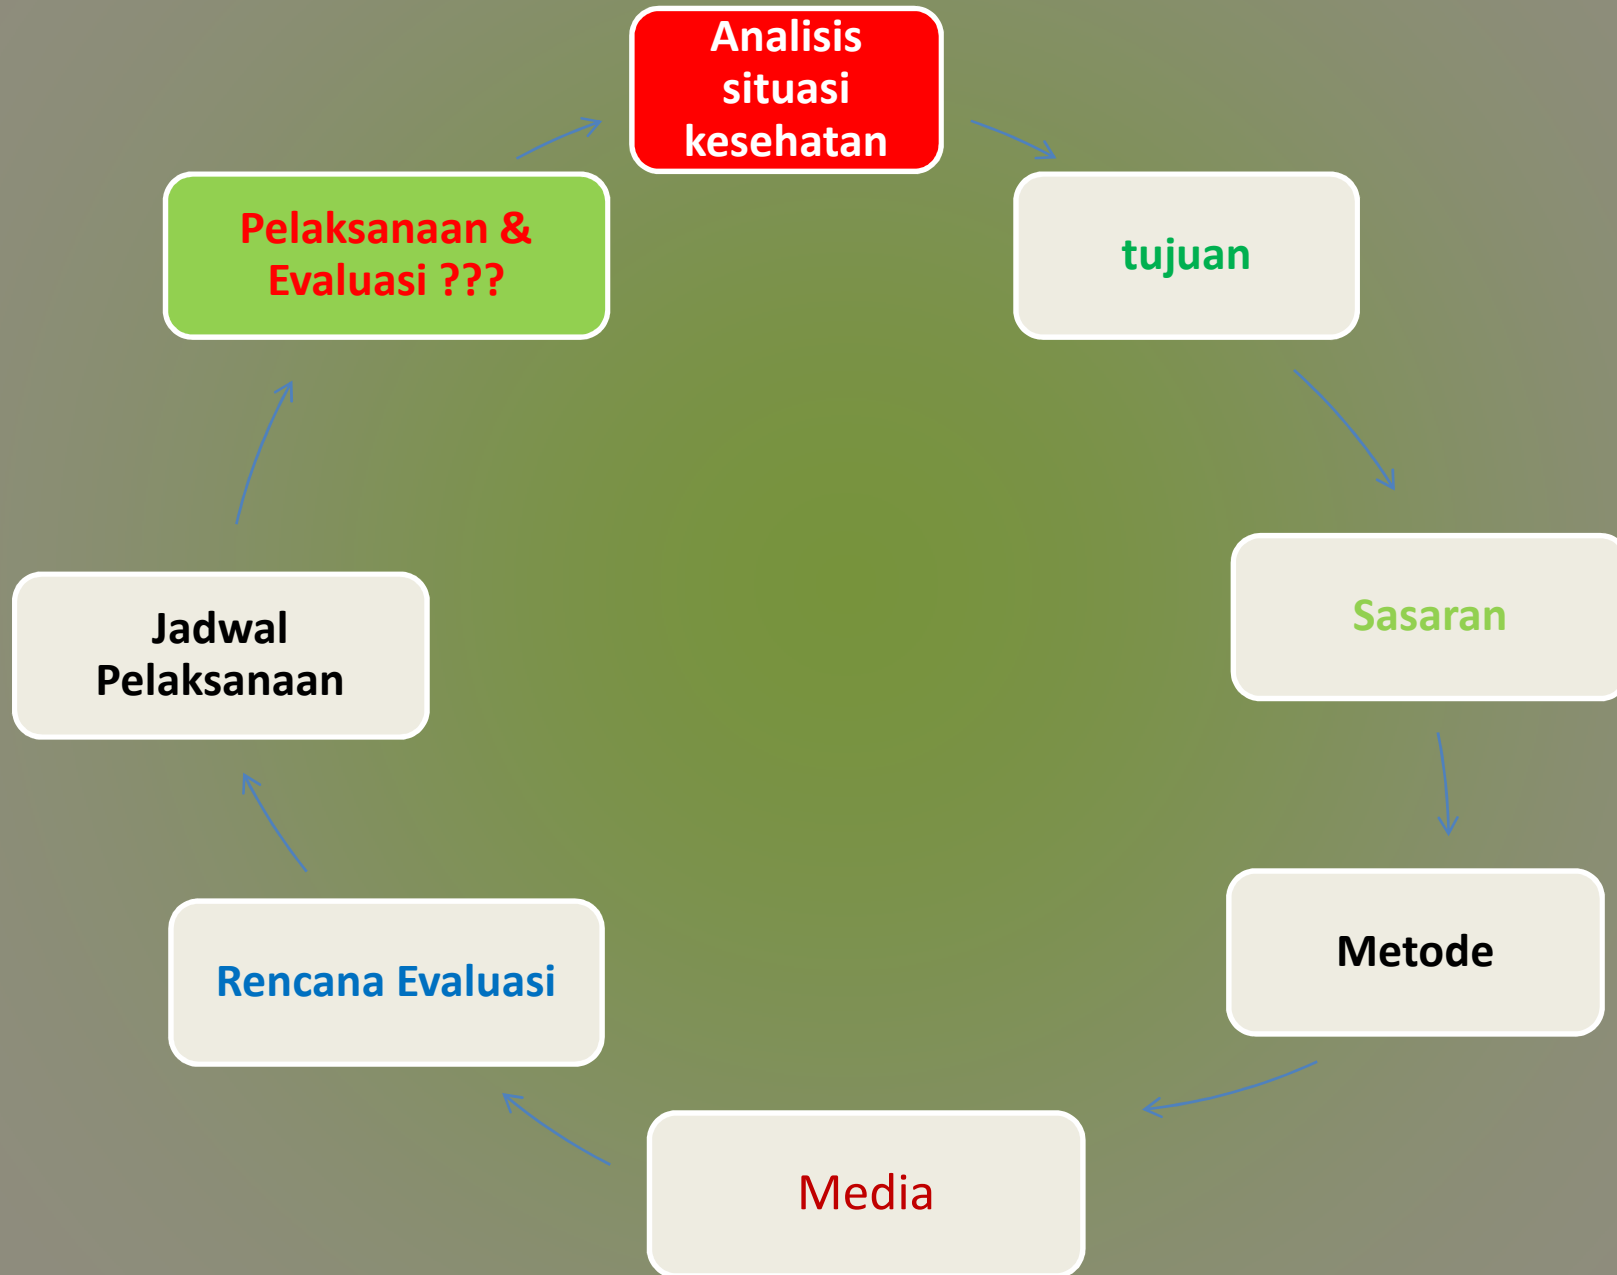 Analisis
situasi
kesehatan
tujuan
Sasaran
Metode
Media
Rencana Evaluasi
Jadwal
Pelaksanaan
Pelaksanaan &
Evaluasi ???